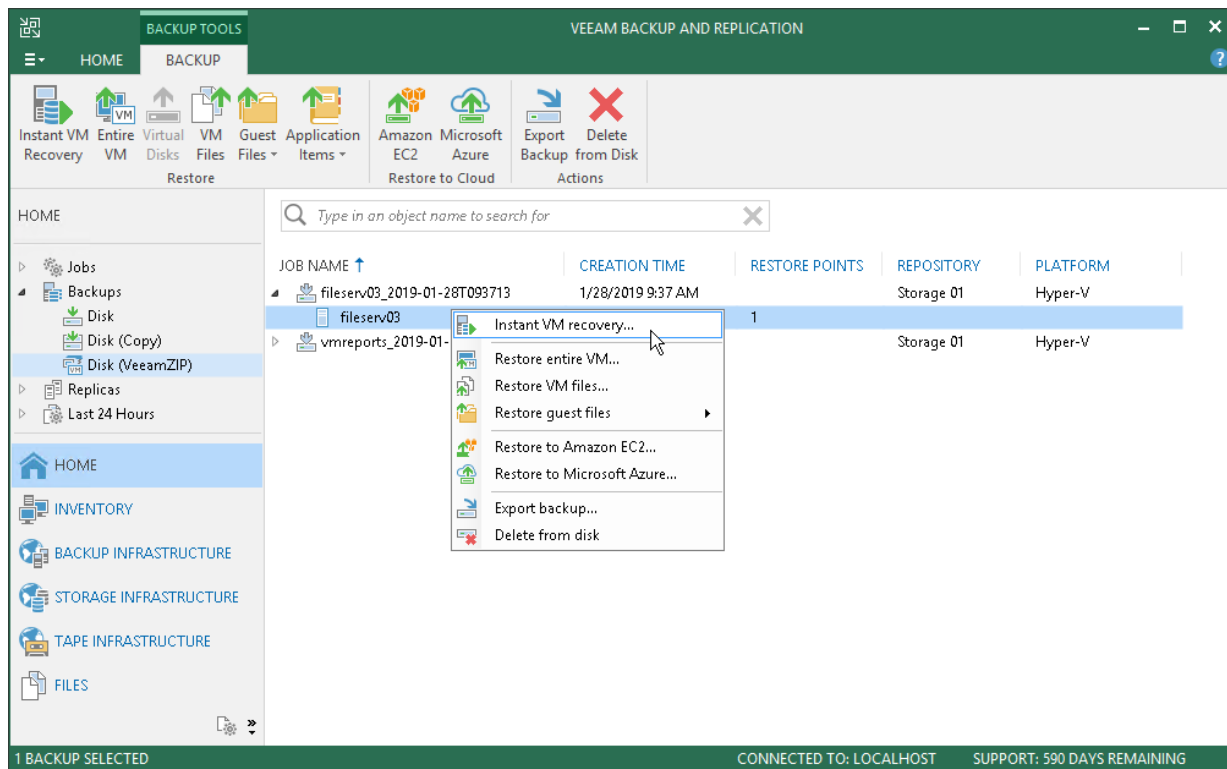 BACKUP TOOLS
VEEAM BACKUP AND REPLICATION
HOME
BACKUP
Instant VM Recovery
Entire VM
Virtual Disks
VM Files
Guest Files
Application Items
Amazon EC2
Microsoft Azure
Export Backup
Delete from Disk
Restore
Restore to Cloud
Actions
HOME
Type in an object name to search for
Jobs
Backups
Disk
Disk (Copy)
Disk (VeeamZIP)
Replicas
Last 24 Hours
JOB NAME
CREATION TIME
RESTORE POINTS
REPOSITORY
PLATFORM
fileserv03_2019-01-28T093713
1/28/2019 9:37 AM
Storage 01
Hyper-V
fileserv03
1
vmreports_2019-01-
Storage 01
Hyper-V
Instant VM recovery...
Restore entire VM...
Restore VM files...
Restore guest files
Restore to Amazon EC2...
Restore to Microsoft Azure...
Export backup...
Delete from disk
HOME
INVENTORY
BACKUP INFRASTRUCTURE
STORAGE INFRASTRUCTURE
TAPE INFRASTRUCTURE
FILES
1 BACKUP SELECTED
CONNECTED TO: LOCALHOST
SUPPORT: 590 DAYS REMAINING